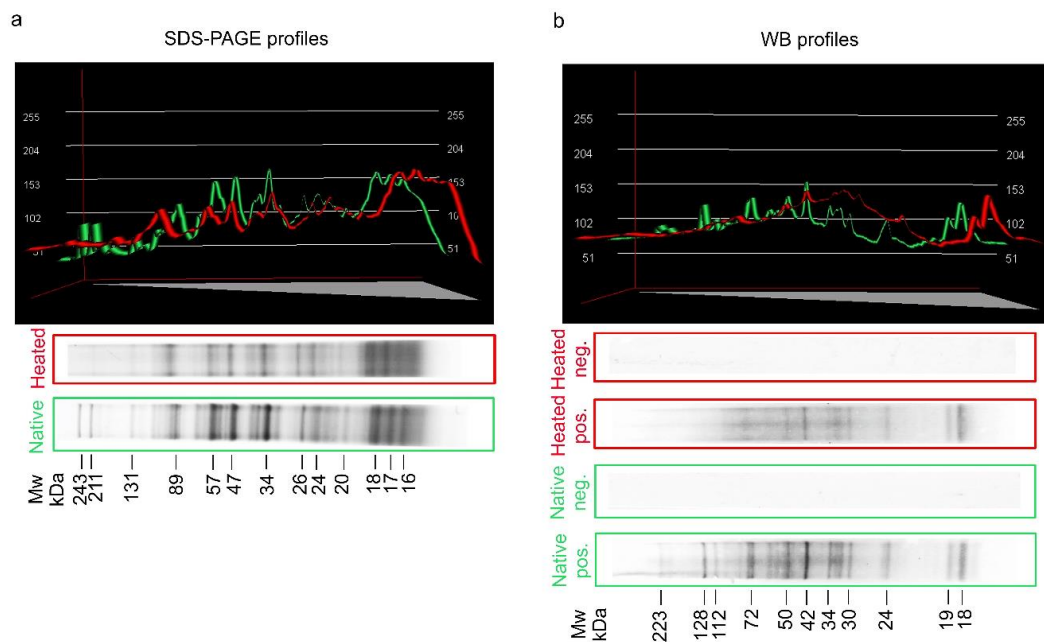 a
SDS-PAGE profiles
255
255
204
204
153
153
102
10
51
51
Heated
Native
Mw
kDa
243
211
131
89
57
47
34
26
24
20
18
17
16
b
WB profiles
255
255
204
204
153
153
102
102
51
51
Heated
neg.
Heated
pos.
Native
neg.
Native
pos.
Mw
kDa
223
128
112
72
50
42
34
30
24
19
18